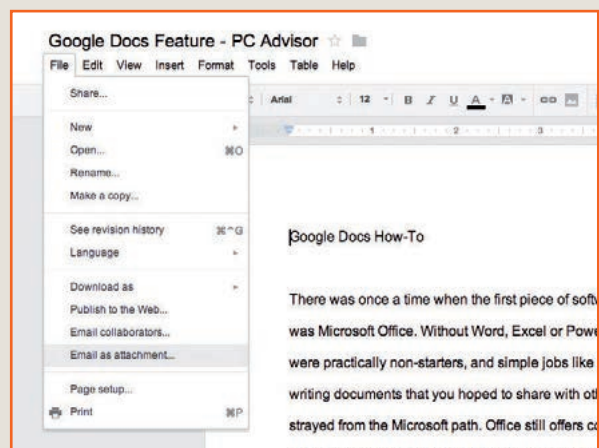 Google Docs Feature - PC Advisor
File Edit View Insert Format Tools Table Help
Arial 12 B I U A A
Share...
1 2 3
New
Open... ⌘O
Rename...
Make a copy...
See revision history ⌘^G
Language
Download as
Publish to the Web...
Email collaborators...
Email as attachment...
Page setup...
Print ⌘P
Google Docs How-To
There was once a time when the first piece of soft
was Microsoft Office. Without Word, Excel or Powe
were practically non-starters, and simple jobs like
writing documents that you hoped to share with oth
strayed from the Microsoft path. Office still offers co